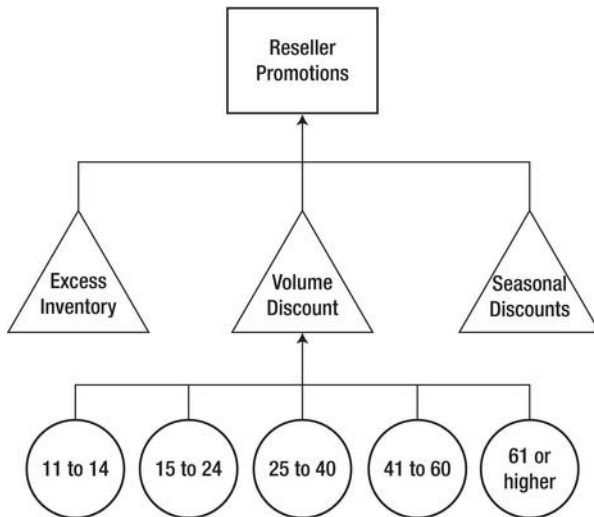 Reseller
Promotions
Excess
Inventory
Volume
Discount
Seasonal
Discounts
11 to 14
15 to 24
25 to 40
41 to 60
61 or
higher